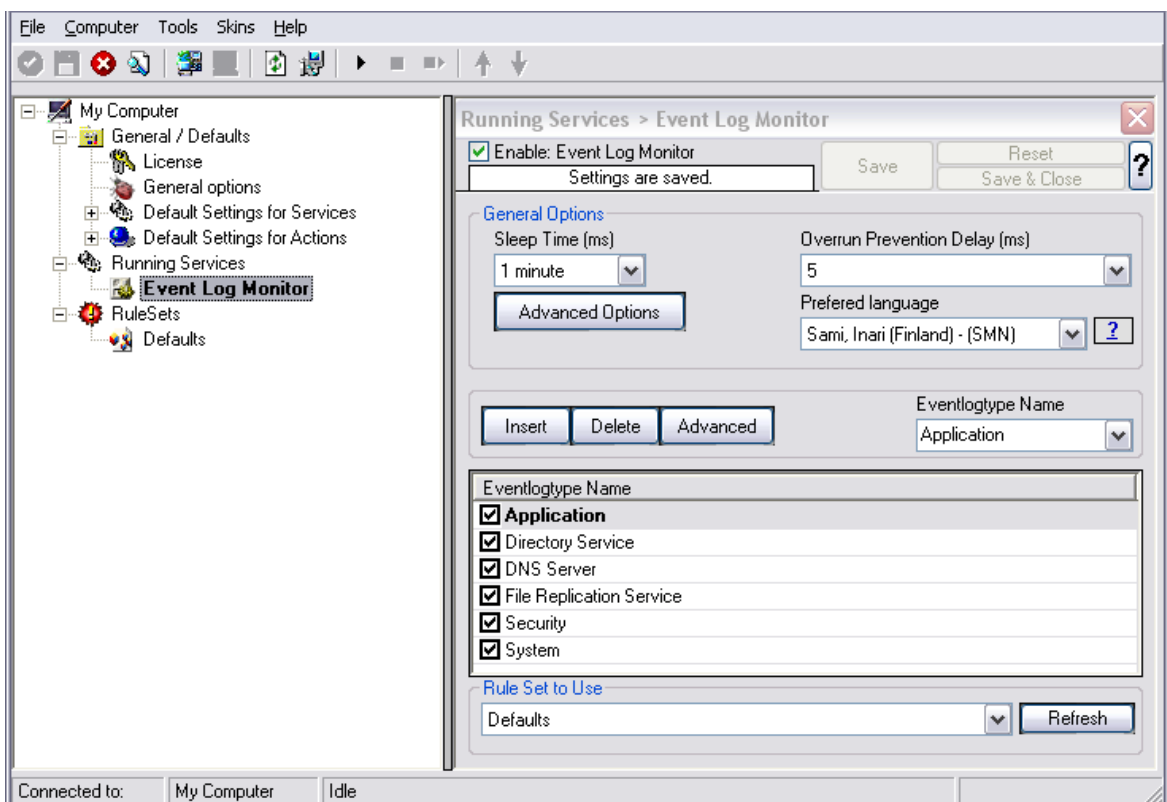 File Computer Tools Skins Help
My Computer
General / Defaults
License
General options
Default Settings for Services
Default Settings for Actions
Running Services
Event Log Monitor
RuleSets
Defaults
Running Services > Event Log Monitor
Enable: Event Log Monitor
Settings are saved.
Save
Reset
Save & Close
?
General Options
Sleep Time (ms)
1 minute
Advanced Options
Overrun Prevention Delay (ms)
5
Prefered language
Sami, Inari (Finland) - (SMN)
?
Insert Delete Advanced
Eventlogtype Name
Application
Eventlogtype Name
Application
Directory Service
DNS Server
File Replication Service
Security
System
Rule Set to Use
Defaults
Refresh
Connected to: My Computer Idle